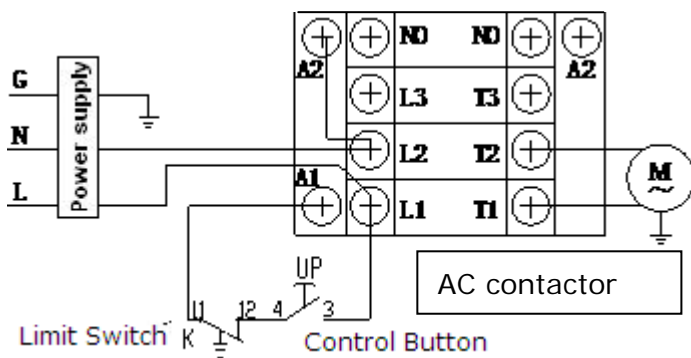 A2 NO NO A2
G
L3 T3
Power supply
N
L2 T2
M
~
A1
L
L1 T1
UP
AC contactor
11 12 4 3
Limit Switch K Control Button